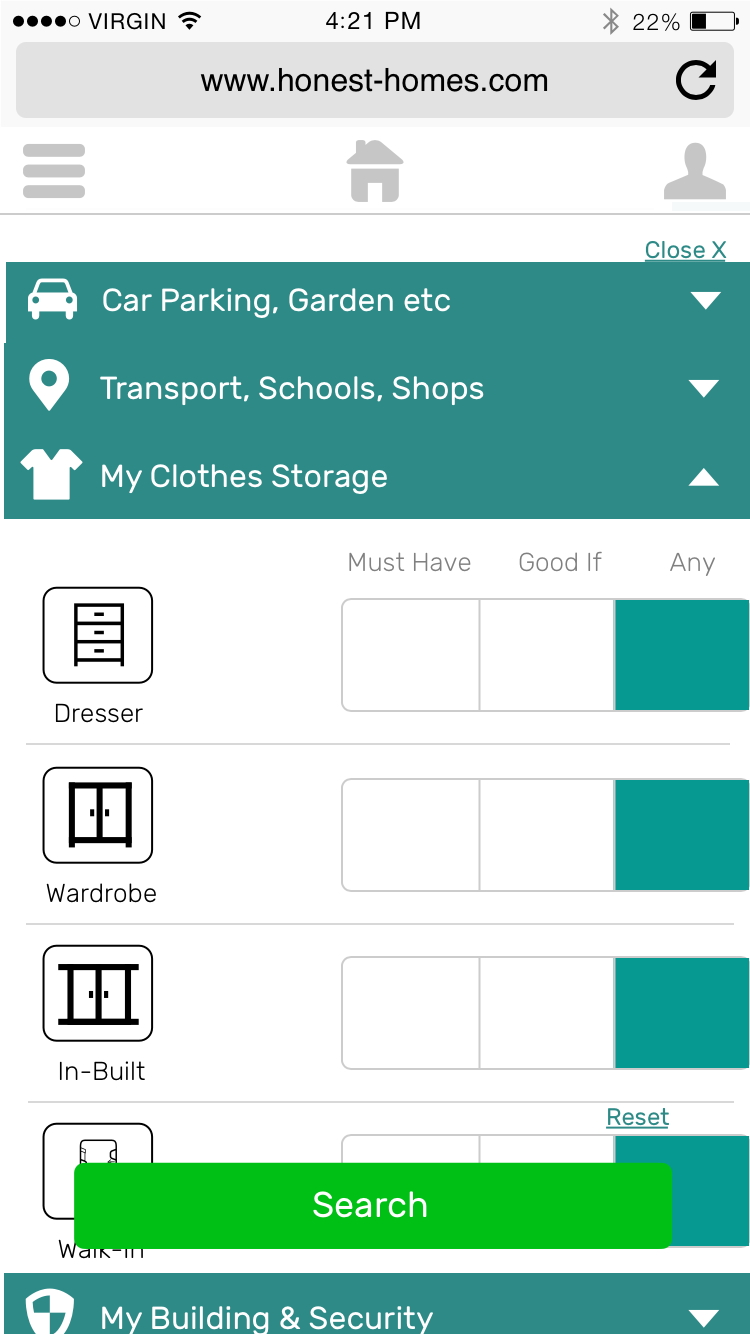 VIRGIN 4:21 PM 22%
www.honest-homes.com
Close X
Car Parking, Garden etc
Transport, Schools, Shops
My Clothes Storage
Must Have Good If Any
Dresser
Wardrobe
In-Built
Reset
Search
Walk-in
My Building & Security